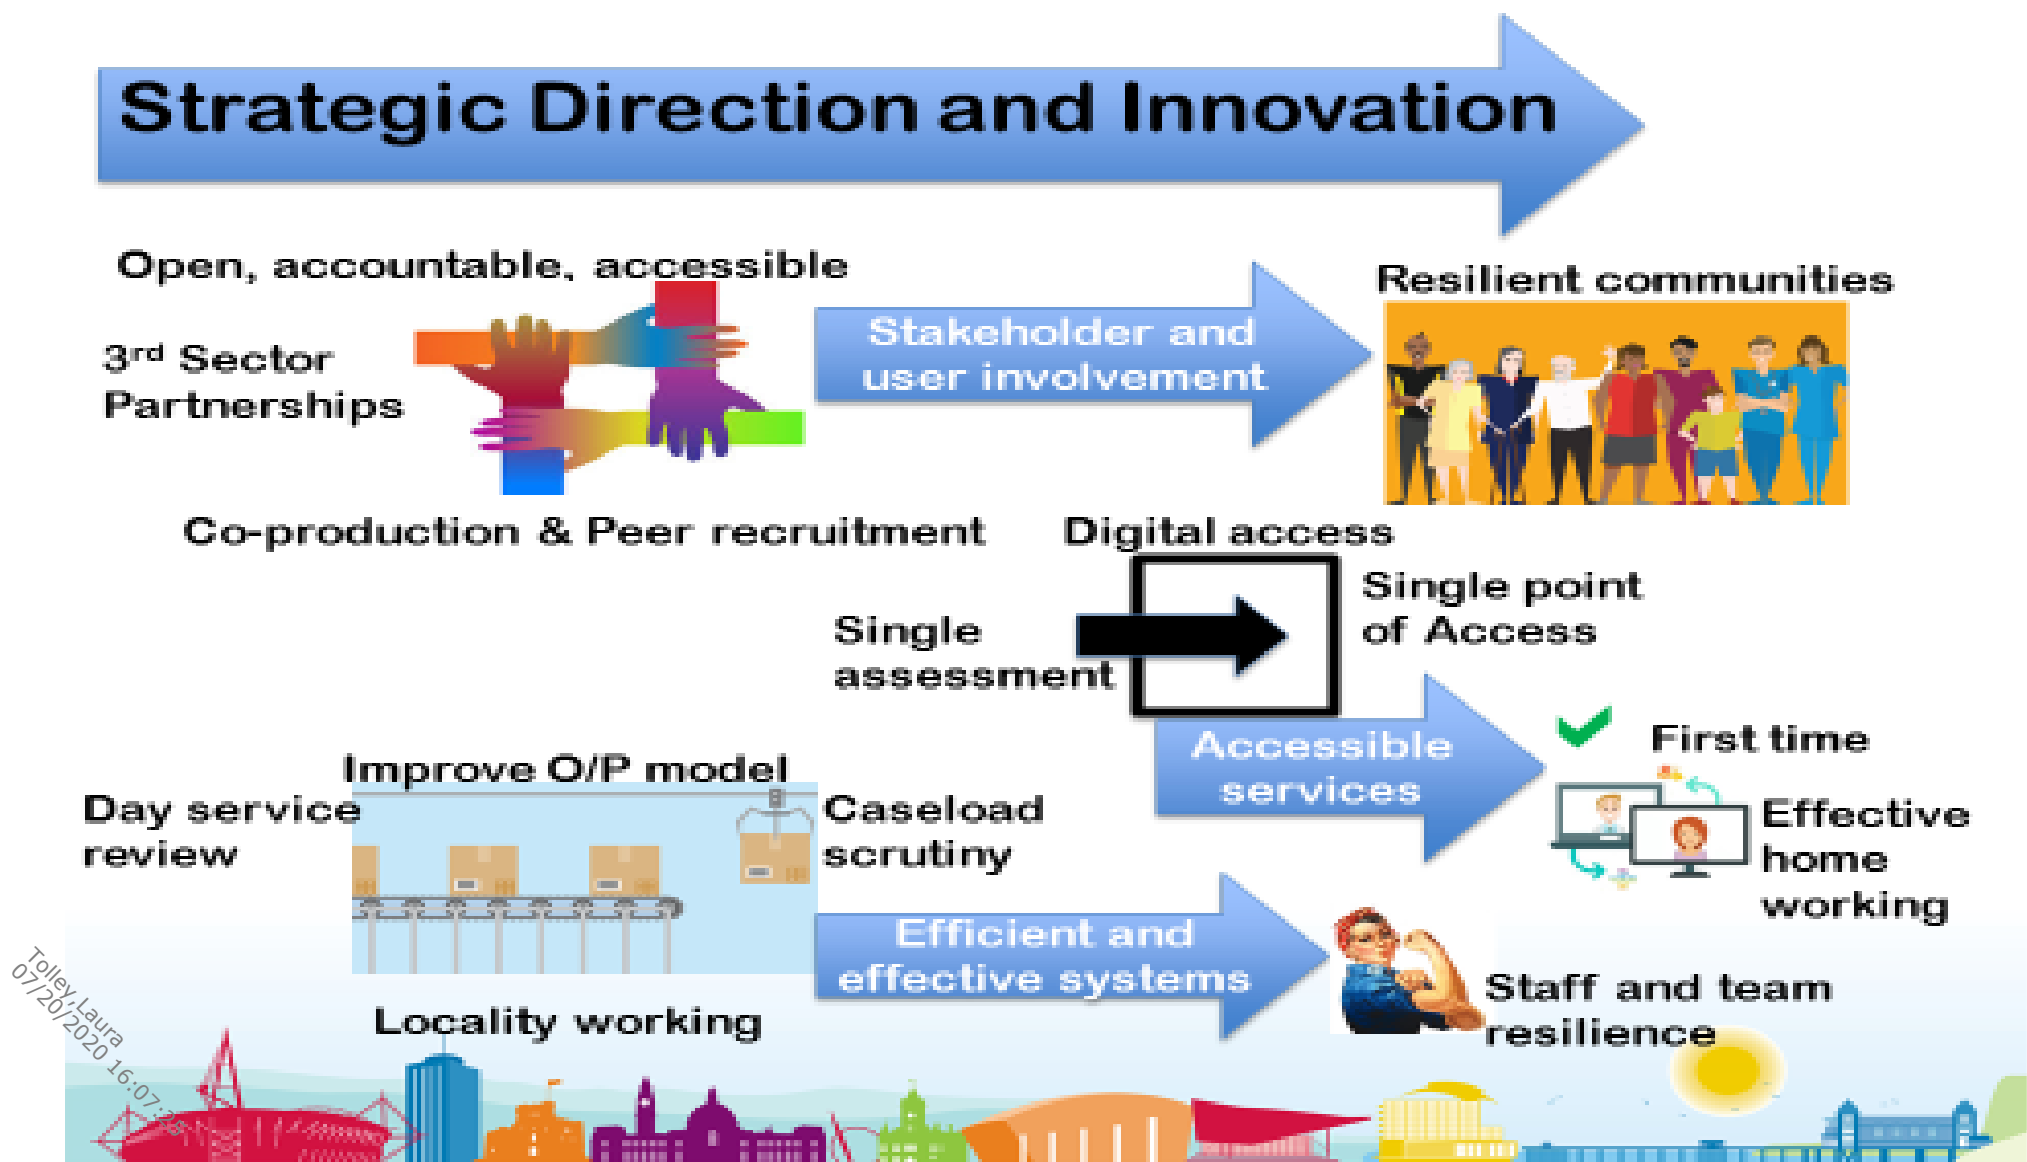 Strategic Direction and Innovation
Open, accountable, accessible
3rd Sector
Partnerships
Stakeholder and
user involvement
Resilient communities
Co-production & Peer recruitment
Digital access
Single
assessment
Single point
of Access
Accessible
services
First time
Effective
home
working
Improve O/P model
Day service
review
Caseload
scrutiny
Efficient and
effective systems
Staff and team
resilience
Locality working
Tolley,Laura
07/20/2020 16:07: